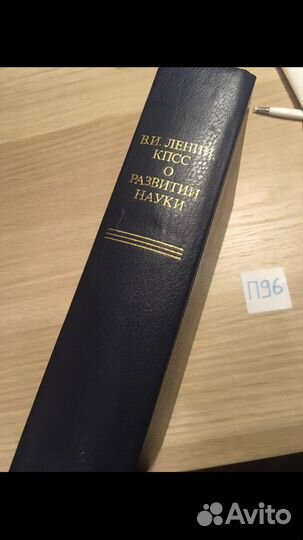 В.И. ЛЕНИН.
КПСС
О
РАЗВИТИИ
НАУКИ
П96
Avito